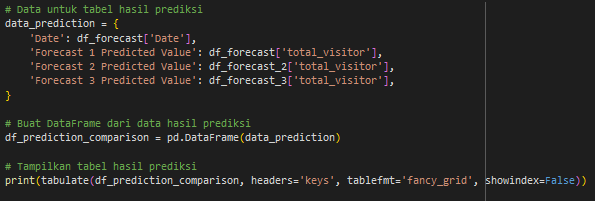 # Data untuk tabel hasil prediksi
data_prediction = {
    'Date': df_forecast['Date'],
    'Forecast 1 Predicted Value': df_forecast['total_visitor'],
    'Forecast 2 Predicted Value': df_forecast_2['total_visitor'],
    'Forecast 3 Predicted Value': df_forecast_3['total_visitor'],
}
# Buat DataFrame dari data hasil prediksi
df_prediction_comparison = pd.DataFrame(data_prediction)
# Tampilkan tabel hasil prediksi
print(tabulate(df_prediction_comparison, headers='keys', tablefmt='fancy_grid', showindex=False))